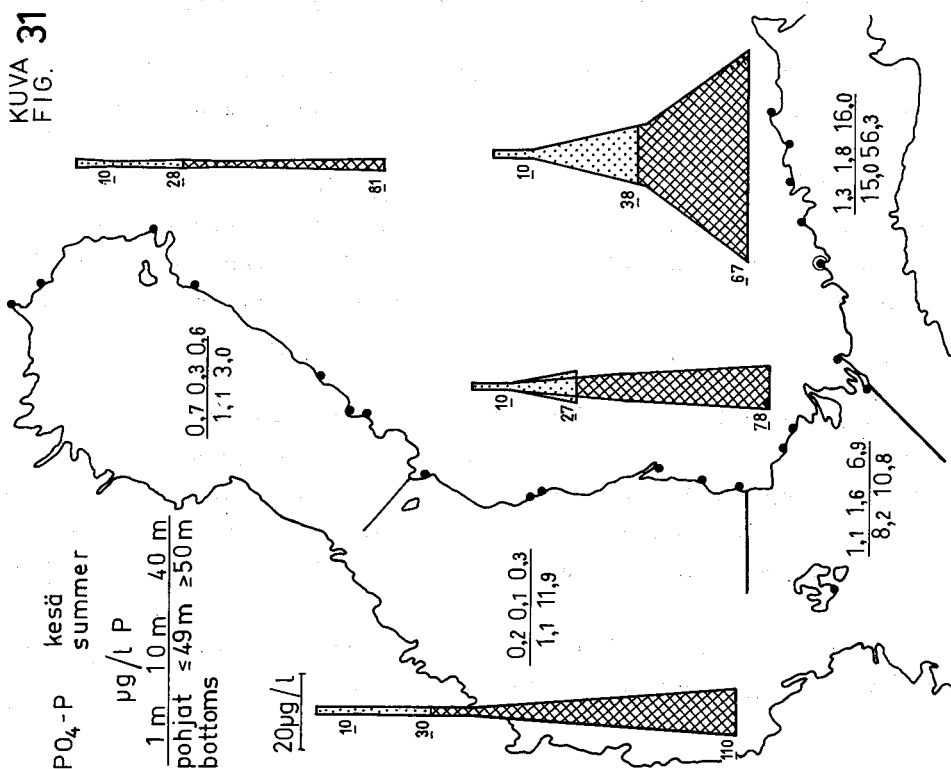 KUVA 31
FIG.
PO₄-P kesä
summer
µg/l P
1 m 10 m 40 m
pohjat ≤49m ≥50m
bottoms
20µg/l
10
30
110
0,7 0,3 0,6
1,1 3,0
10
28
81
0,2 0,1 0,3
1,1 11,9
10
27
78
10
38
67
1,1 1,6 6,9
8,2 10,8
1,3 1,8 16,0
15,0 56,3